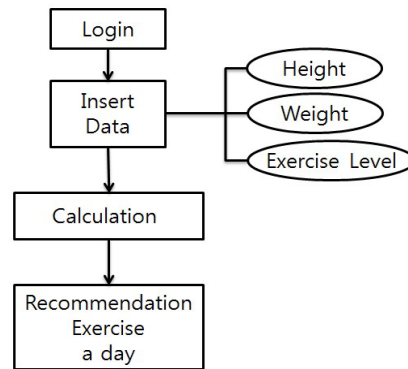 Login
Insert
Data
Height
Weight
Exercise Level
Calculation
Recommendation
Exercise
a day